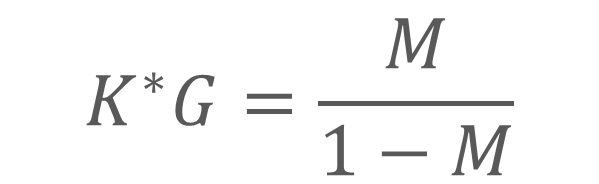 K*G = M / (1 − M)